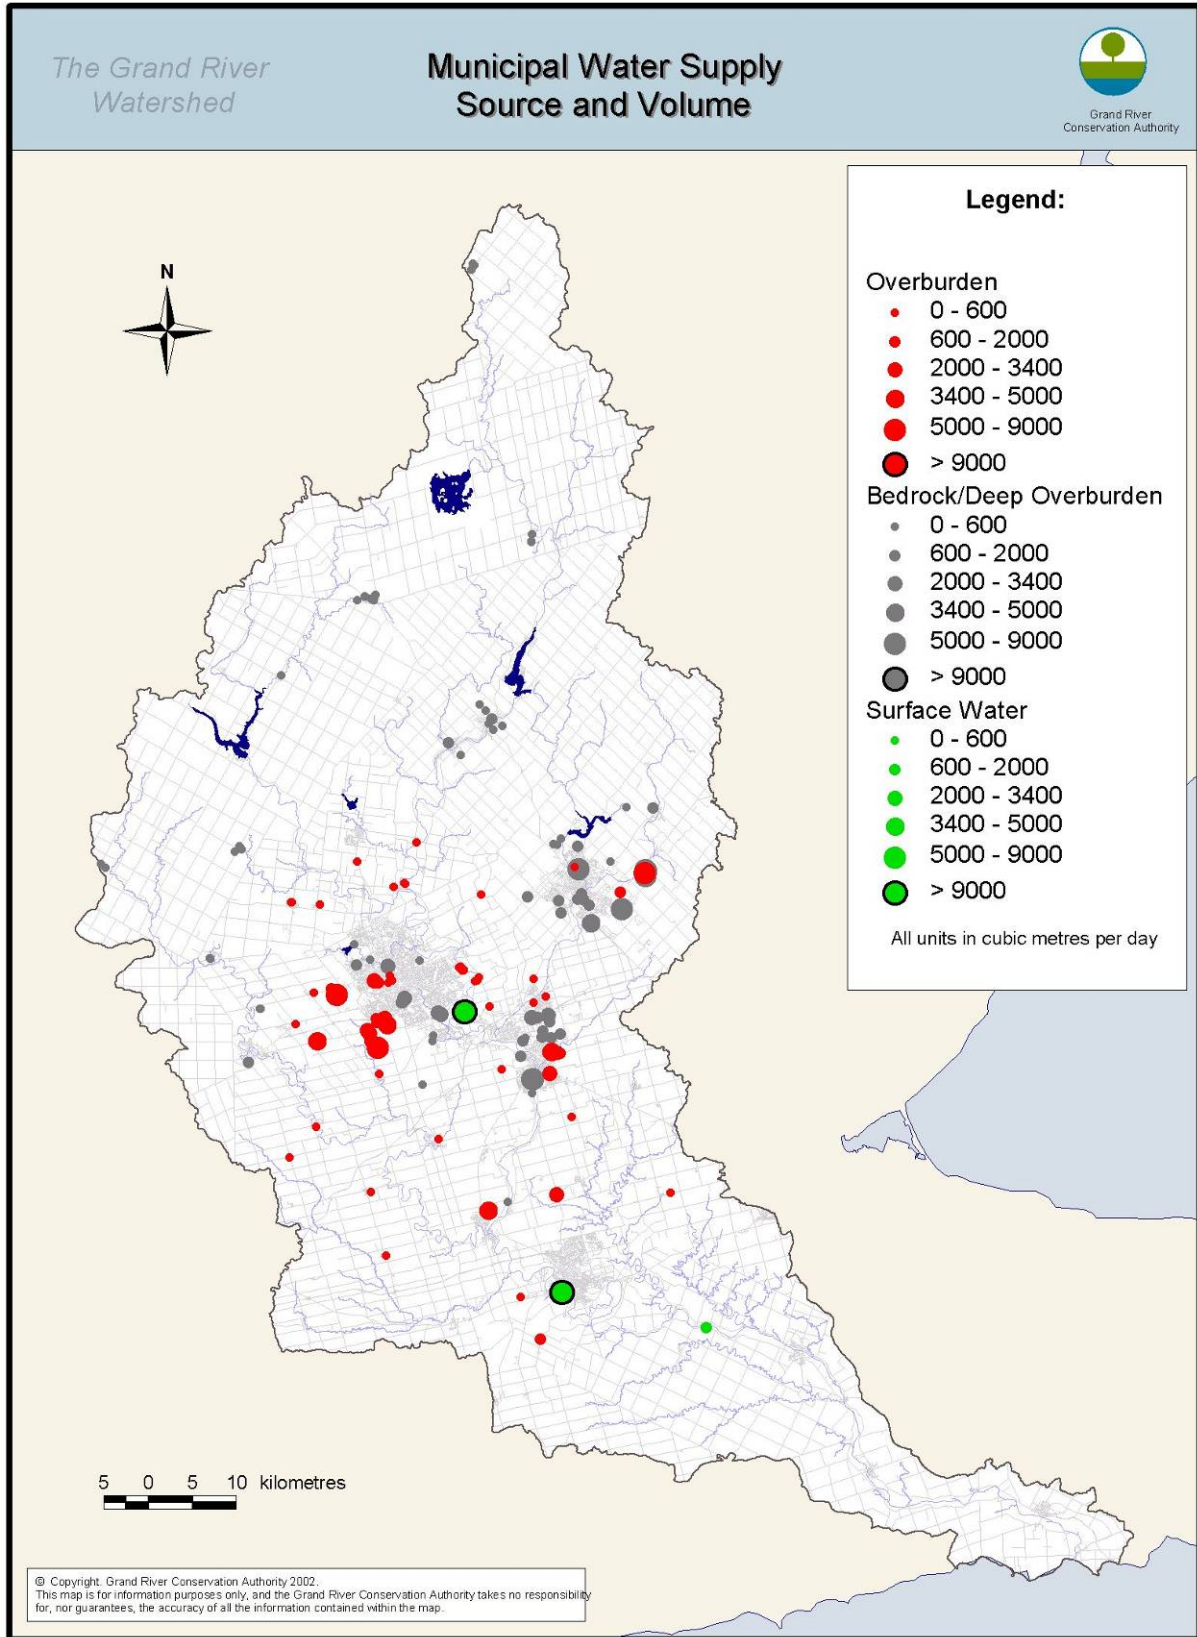 The Grand River
Watershed
Municipal Water Supply
Source and Volume
Grand River
Conservation Authority
Legend:
N
Overburden
0 - 600
600 - 2000
2000 - 3400
3400 - 5000
5000 - 9000
> 9000
Bedrock/Deep Overburden
0 - 600
600 - 2000
2000 - 3400
3400 - 5000
5000 - 9000
> 9000
Surface Water
0 - 600
600 - 2000
2000 - 3400
3400 - 5000
5000 - 9000
> 9000
All units in cubic metres per day
5 0 5 10 kilometres
© Copyright. Grand River Conservation Authority 2002.
This map is for information purposes only, and the Grand River Conservation Authority takes no responsibility
for, nor guarantees, the accuracy of all the information contained within the map.